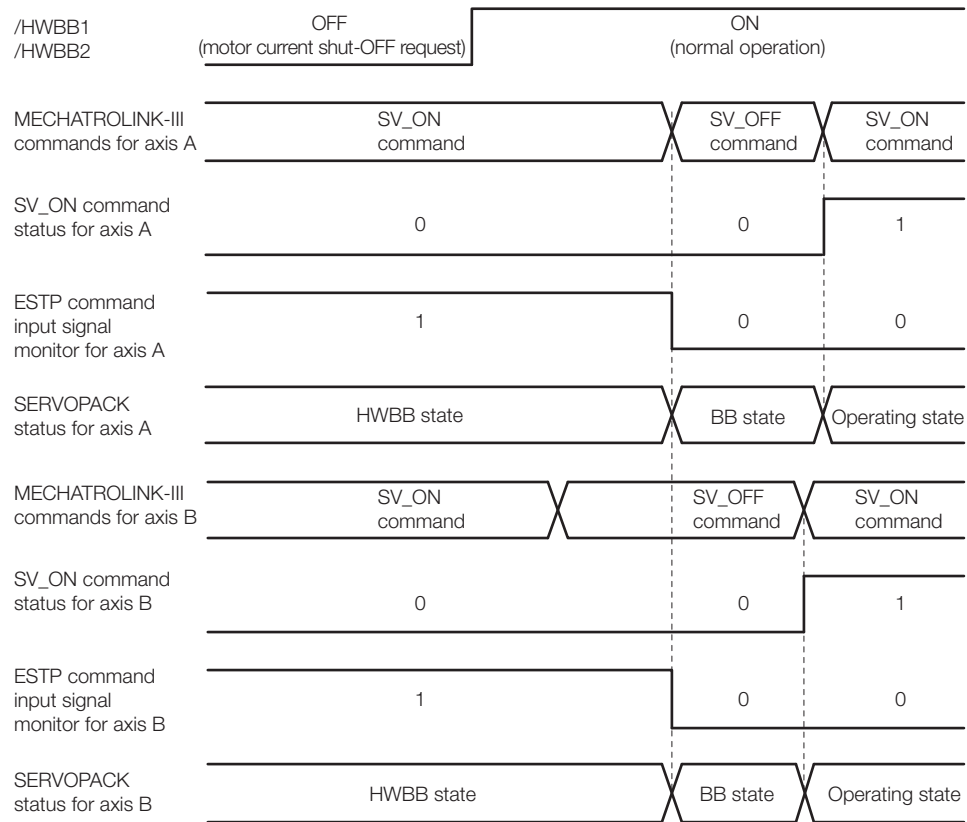 /HWBB1
/HWBB2
OFF
(motor current shut-OFF request)
ON
(normal operation)
MECHATROLINK-III
commands for axis A
SV_ON
command
SV_OFF
command
SV_ON
command
SV_ON command
status for axis A
0
0
1
ESTP command
input signal
monitor for axis A
1
0
0
SERVOPACK
status for axis A
HWBB state
BB state
Operating state
MECHATROLINK-III
commands for axis B
SV_ON
command
SV_OFF
command
SV_ON
command
SV_ON command
status for axis B
0
0
1
ESTP command
input signal
monitor for axis B
1
0
0
SERVOPACK
status for axis B
HWBB state
BB state
Operating state